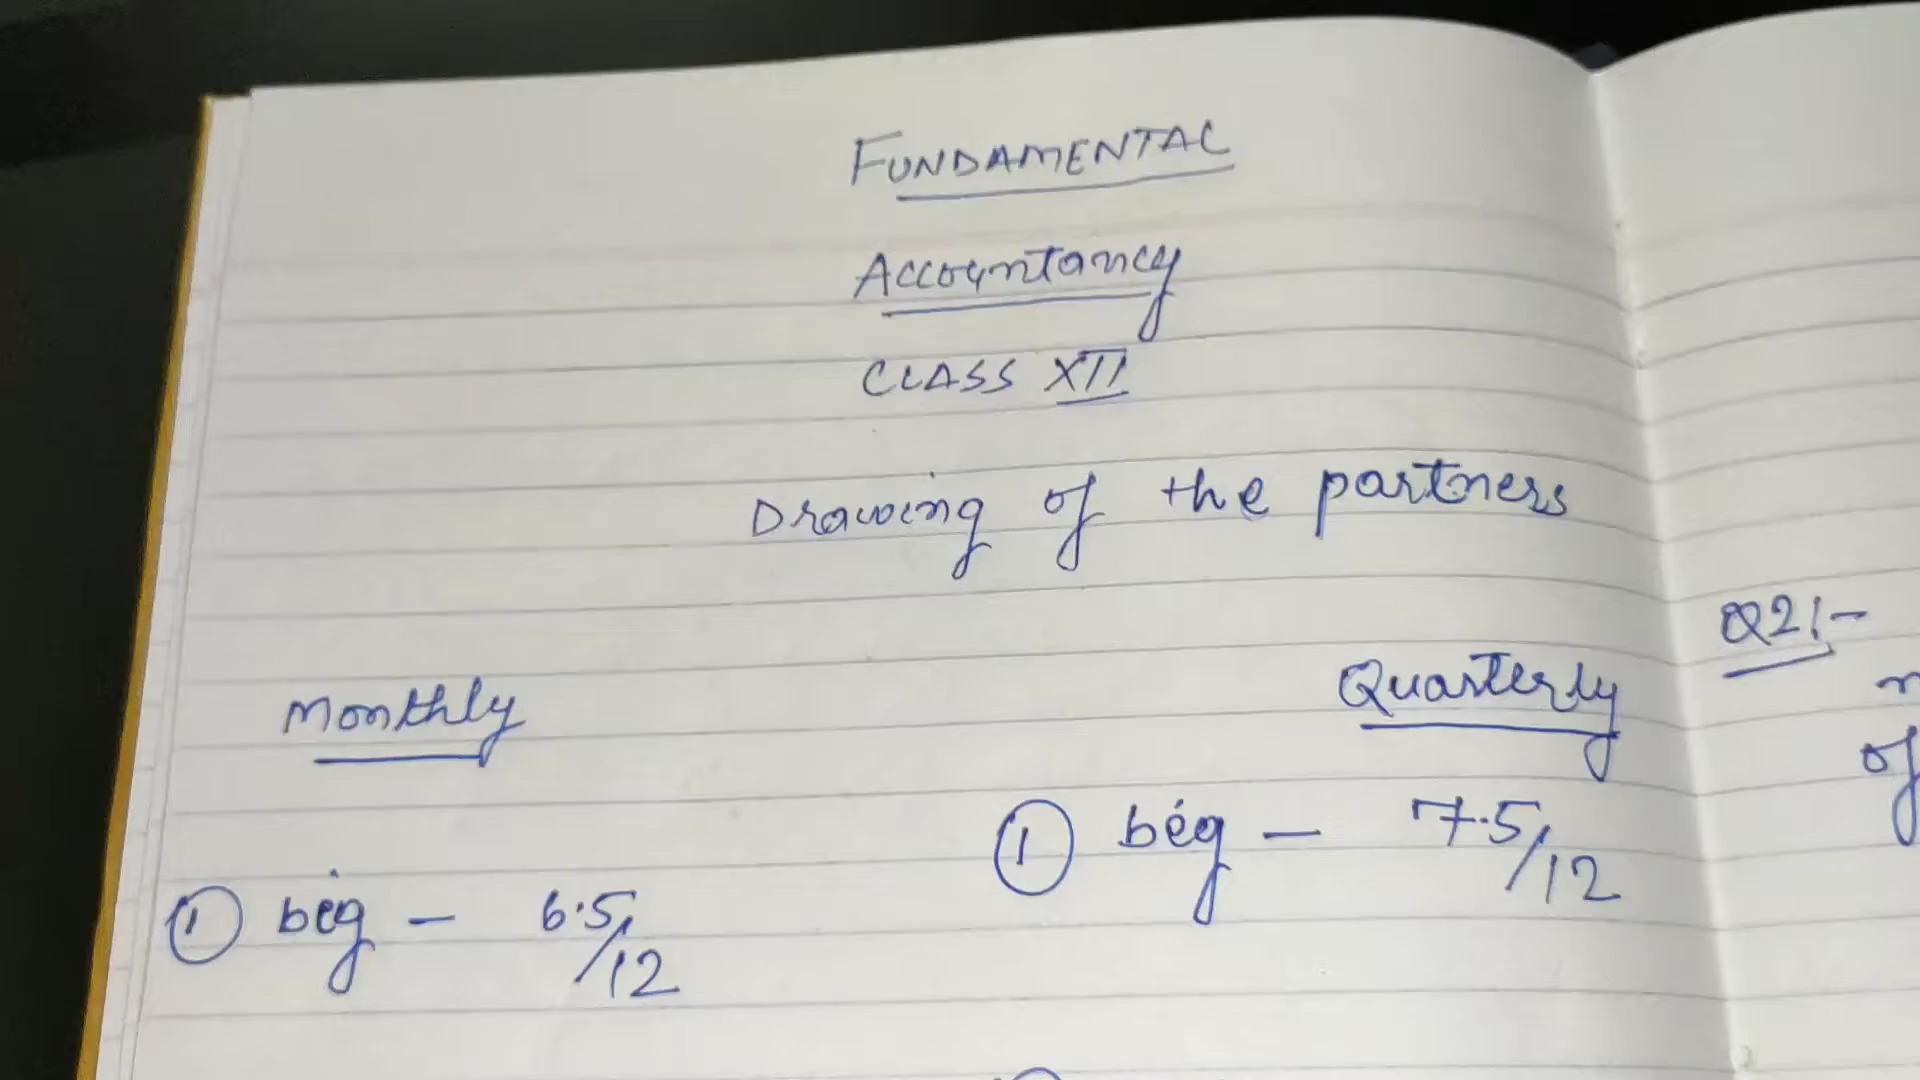 FUNDAMENTAL
Accountancy
CLASS XII
Drawing of the partners
Monthly
① beg - 6.5/12
Quarterly
① beg - 7.5/12
Q2:-
of